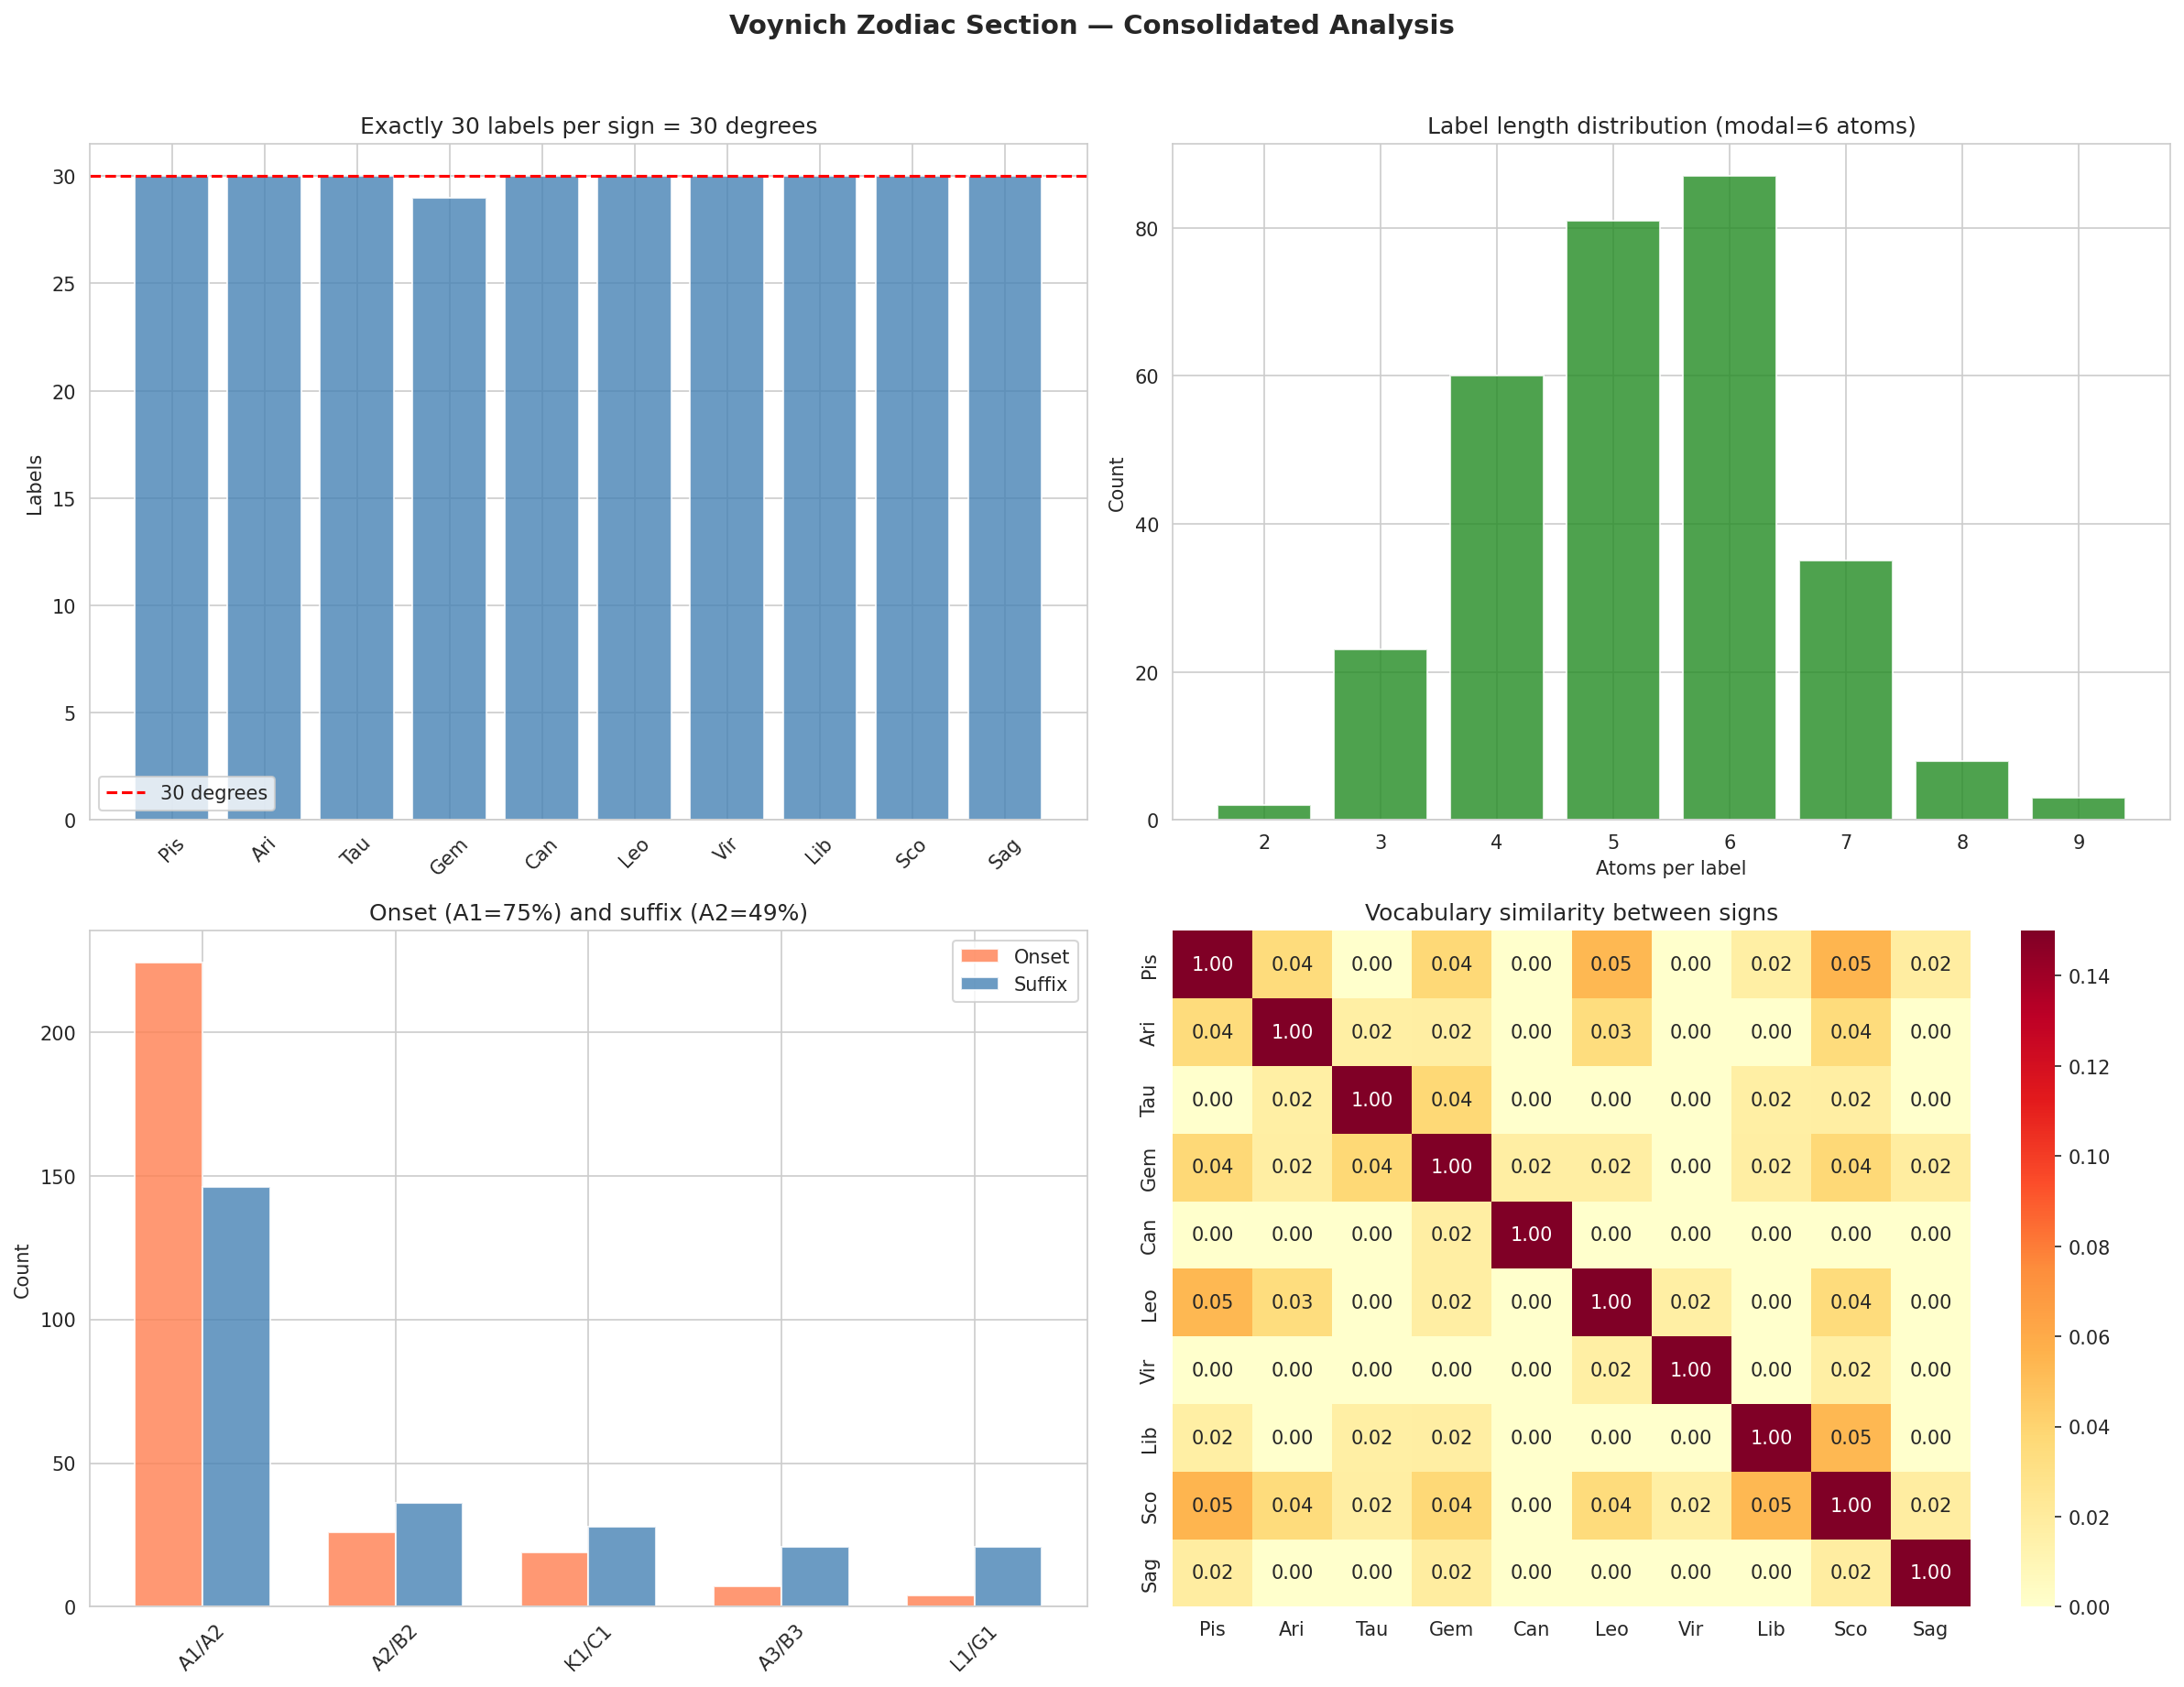 Voynich Zodiac Section — Consolidated Analysis
Exactly 30 labels per sign = 30 degrees
Labels
30
25
20
15
10
5
0
30 degrees
Pis Ari Tau Gem Can Leo Vir Lib Sco Sag
Label length distribution (modal=6 atoms)
Count
80
60
40
20
0
2 3 4 5 6 7 8 9
Atoms per label
Onset (A1=75%) and suffix (A2=49%)
Count
200
150
100
50
0
Onset
Suffix
A1/A2 A2/B2 K1/C1 A3/B3 L1/G1
Vocabulary similarity between signs
Pis 1.00 0.04 0.00 0.04 0.00 0.05 0.00 0.02 0.05 0.02
Ari 0.04 1.00 0.02 0.02 0.00 0.03 0.00 0.00 0.04 0.00
Tau 0.00 0.02 1.00 0.04 0.00 0.00 0.00 0.02 0.02 0.00
Gem 0.04 0.02 0.04 1.00 0.02 0.02 0.00 0.02 0.04 0.02
Can 0.00 0.00 0.00 0.02 1.00 0.00 0.00 0.00 0.00 0.00
Leo 0.05 0.03 0.00 0.02 0.00 1.00 0.02 0.00 0.04 0.00
Vir 0.00 0.00 0.00 0.00 0.00 0.02 1.00 0.00 0.02 0.00
Lib 0.02 0.00 0.02 0.02 0.00 0.00 0.00 1.00 0.05 0.00
Sco 0.05 0.04 0.02 0.04 0.00 0.04 0.02 0.05 1.00 0.02
Sag 0.02 0.00 0.00 0.02 0.00 0.00 0.00 0.00 0.02 1.00
Pis Ari Tau Gem Can Leo Vir Lib Sco Sag
0.14
0.12
0.10
0.08
0.06
0.04
0.02
0.00